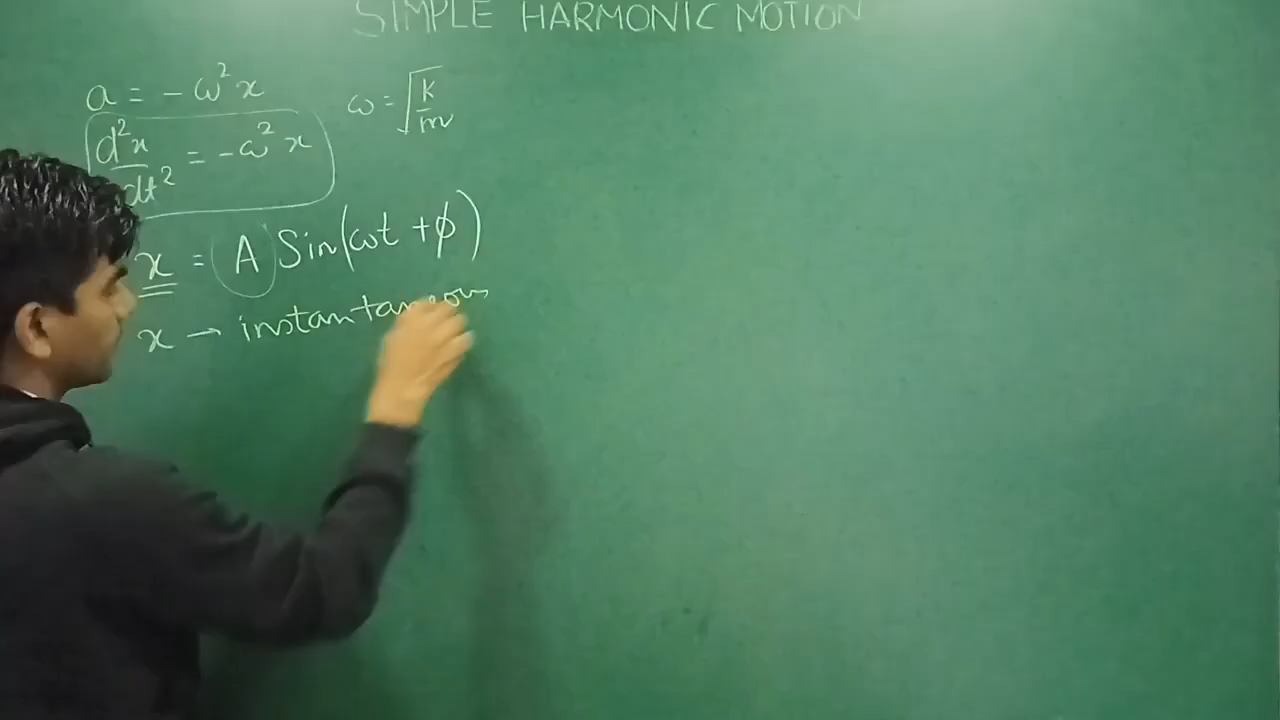 SIMPLE HARMONIC MOTION
a = -ω²x ω = √(k/m)
d²x/dt² = -ω²x
x = A Sin(ωt + φ)
x → instantaneous